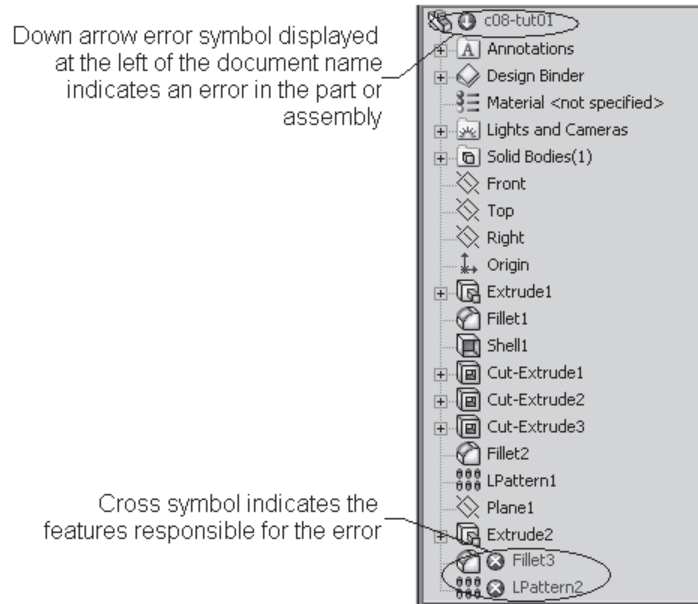 Down arrow error symbol displayed
at the left of the document name
indicates an error in the part or
assembly
c08-tut01
Annotations
Design Binder
Material <not specified>
Lights and Cameras
Solid Bodies(1)
Front
Top
Right
Origin
Extrude1
Fillet1
Shell1
Cut-Extrude1
Cut-Extrude2
Cut-Extrude3
Fillet2
LPattern1
Plane1
Extrude2
Cross symbol indicates the
features responsible for the error
Fillet3
LPattern2